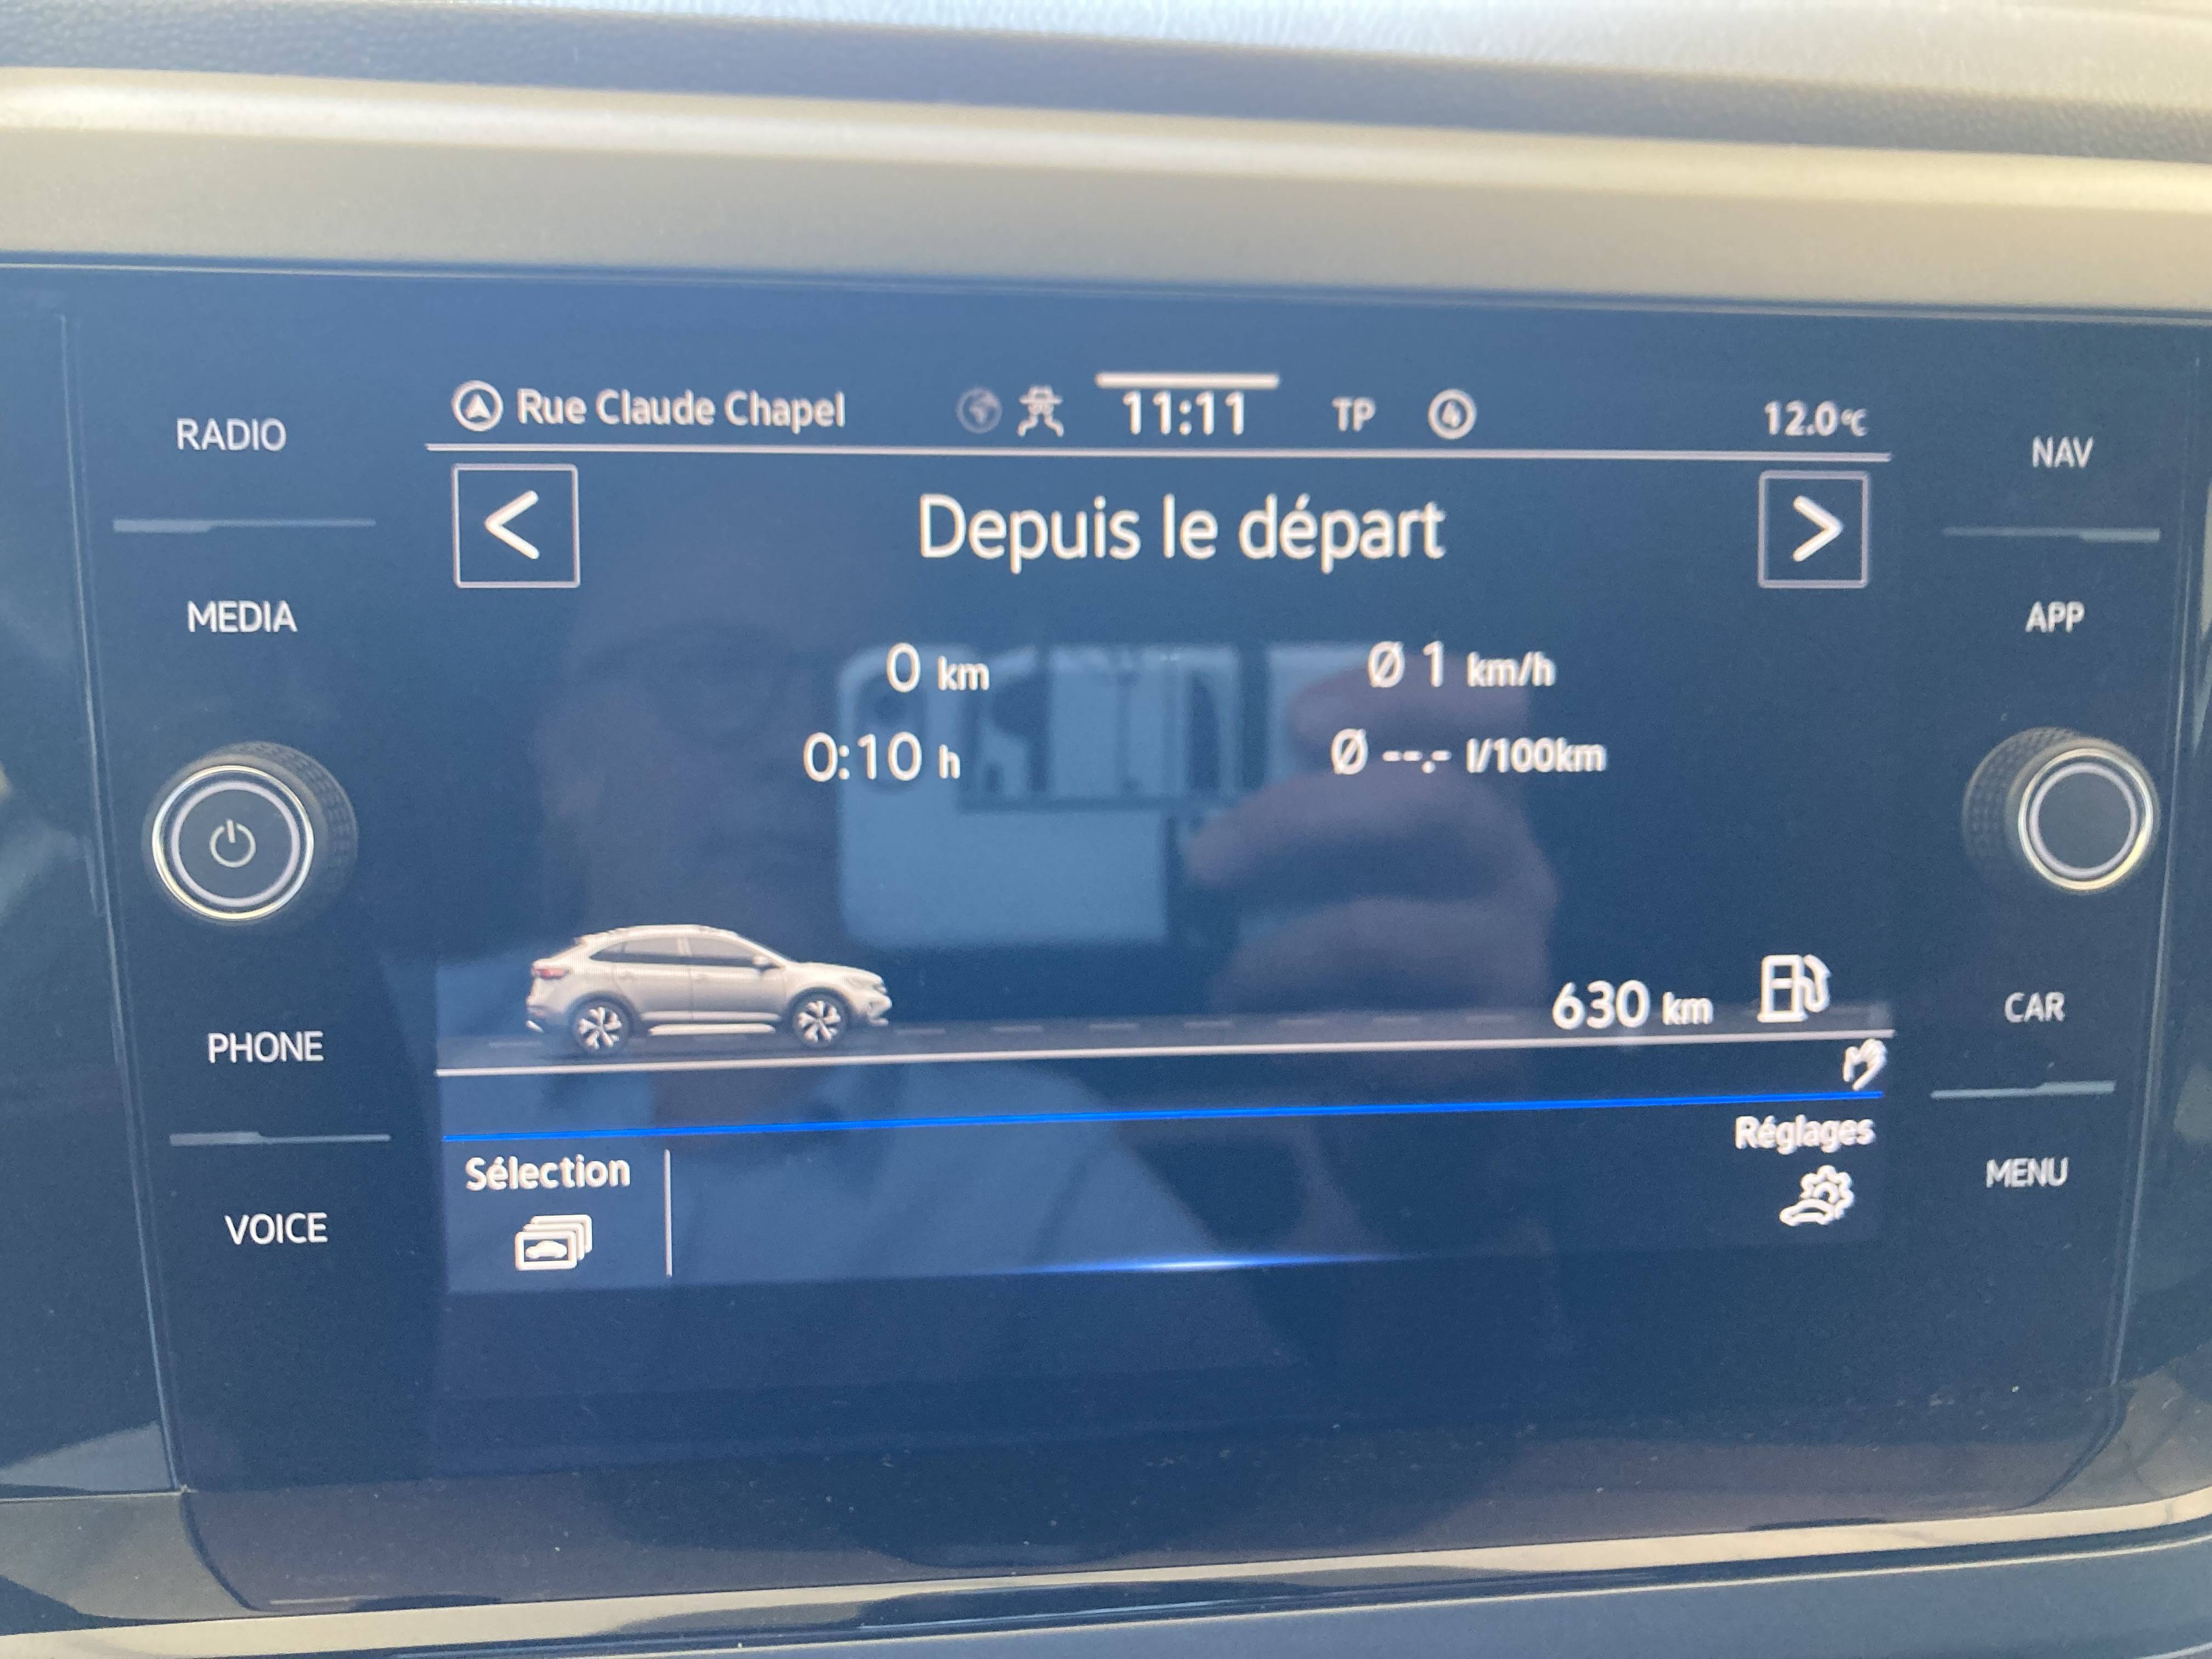 Rue Claude Chapel 11:11 TP 12.0°C
RADIO
NAV
< Depuis le départ >
MEDIA
APP
0 km Ø 1 km/h
0:10 h Ø --.- l/100km
630 km
CAR
PHONE
Réglages
Sélection
MENU
VOICE